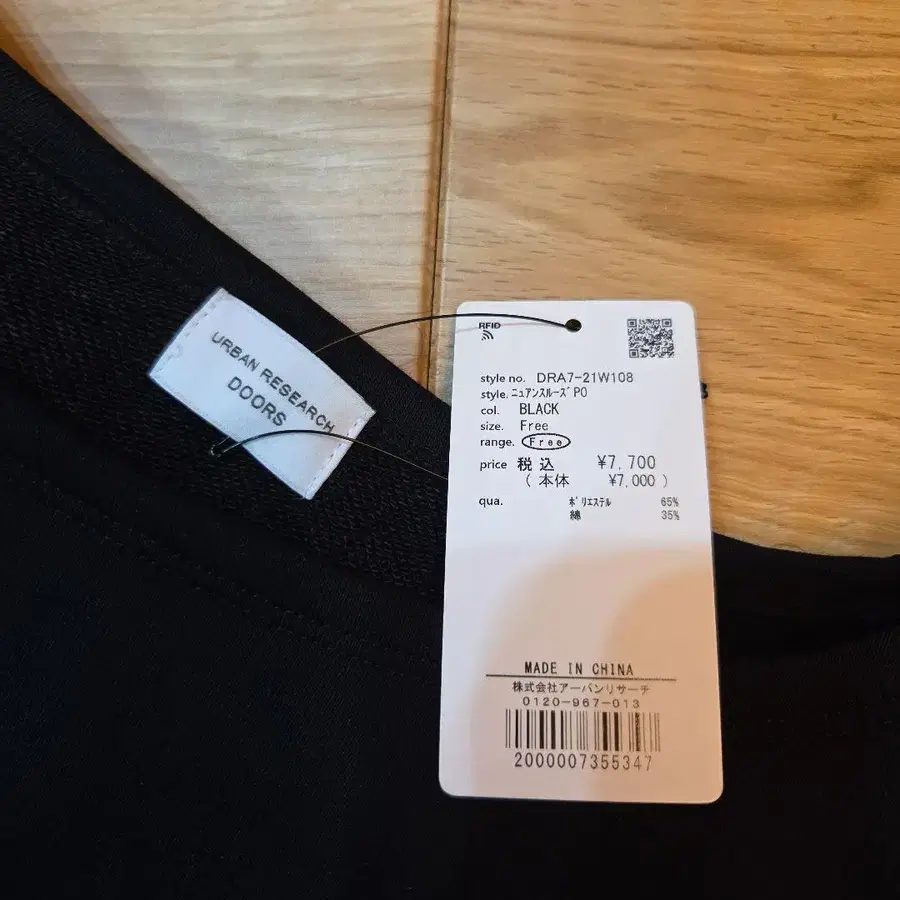 URBAN RESEARCH
DOORS
RFID
style no. DRA7-21W108
style. ﾆｭｱﾝｽﾙｰｽﾞPO
col. BLACK
size. Free
range. Free
price 税込 ¥7,700
( 本体 ¥7,000 )
qua. ﾎﾟﾘｴｽﾃﾙ 65%
綿 35%
MADE IN CHINA
株式会社アーバンリサーチ
0120-967-013
2000007355347